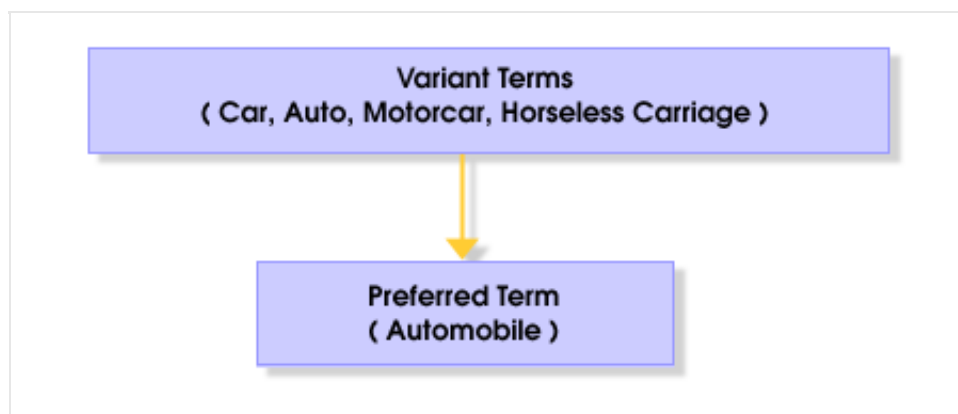 Variant Terms
( Car, Auto, Motorcar, Horseless Carriage )
Preferred Term
( Automobile )